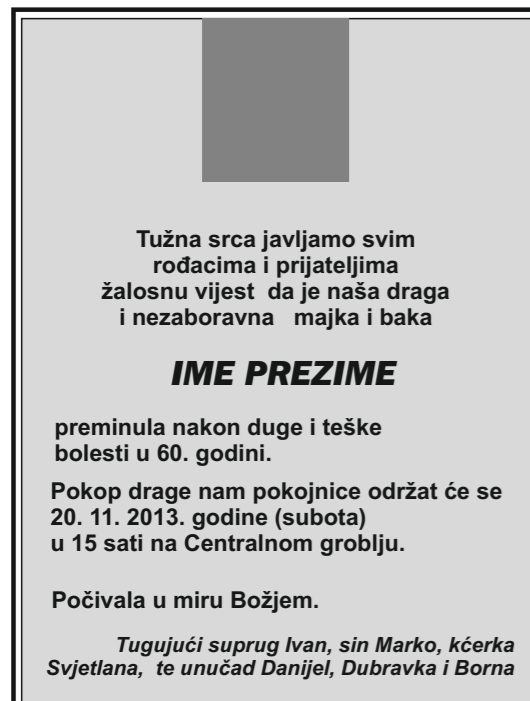 Tužna srca javljamo svim
rođacima i prijateljima
žalosnu vijest da je naša draga
i nezaboravna majka i baka
IME PREZIME
preminula nakon duge i teške
bolesti u 60. godini.
Pokop drage nam pokojnice održat će se
20. 11. 2013. godine (subota)
u 15 sati na Centralnom groblju.
Počivala u miru Božjem.
Tugujući suprug Ivan, sin Marko, kćerka
Svjetlana, te unučad Danijel, Dubravka i Borna